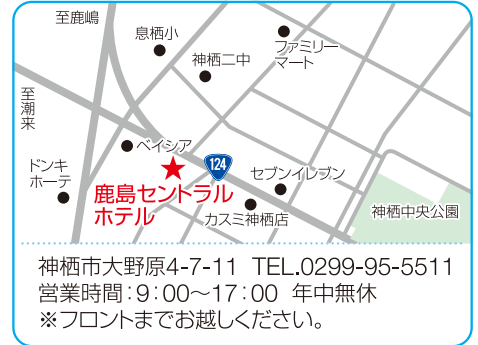 至鹿嶋
息栖小
ファミリー
マート
神栖二中
至潮来
ベイシア
124
ドンキ
ホーテ
セブンイレブン
鹿島セントラル
ホテル
カスミ神栖店
神栖中央公園
神栖市大野原4-7-11 TEL.0299-95-5511
営業時間:9:00〜17:00 年中無休
※フロントまでお越しください。